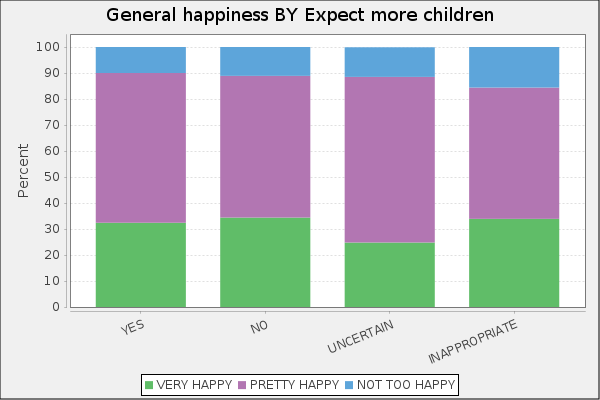 General happiness BY Expect more children
Percent
100
90
80
70
60
50
40
30
20
10
0
YES
NO
UNCERTAIN
INAPPROPRIATE
VERY HAPPY PRETTY HAPPY NOT TOO HAPPY